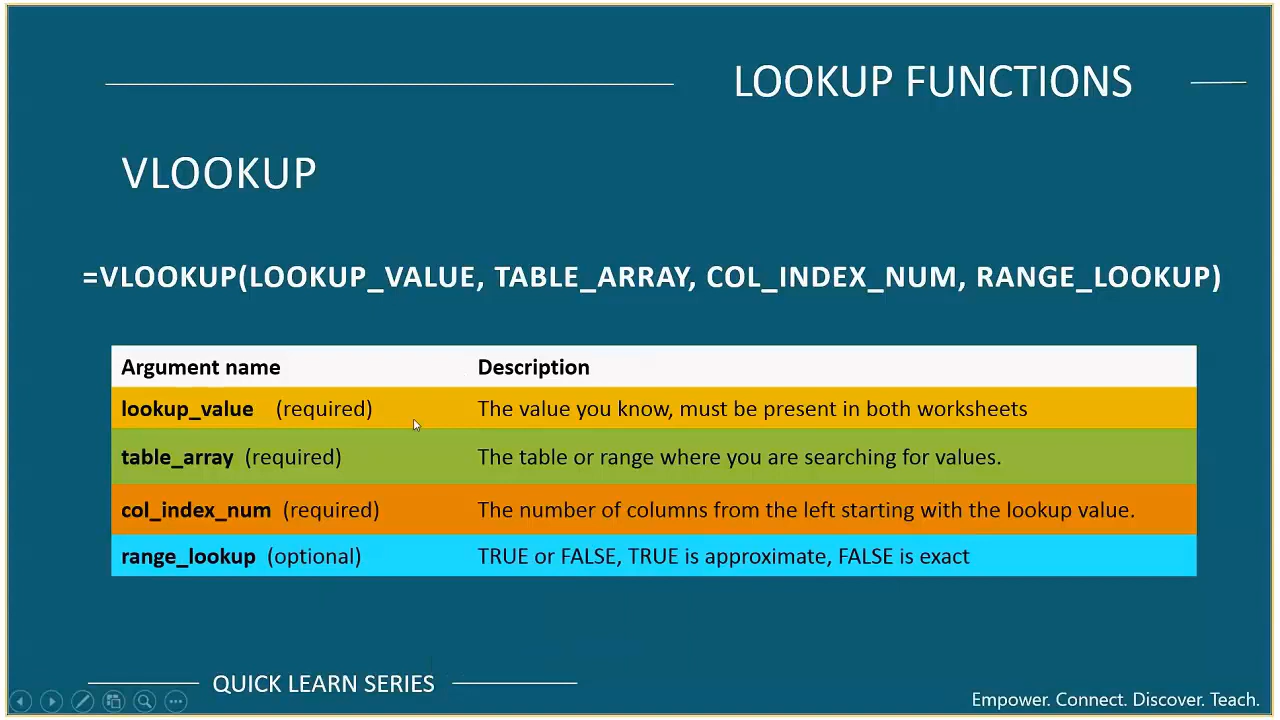 LOOKUP FUNCTIONS
VLOOKUP
=VLOOKUP(LOOKUP_VALUE, TABLE_ARRAY, COL_INDEX_NUM, RANGE_LOOKUP)
Argument name Description
lookup_value (required) The value you know, must be present in both worksheets
table_array (required) The table or range where you are searching for values.
col_index_num (required) The number of columns from the left starting with the lookup value.
range_lookup (optional) TRUE or FALSE, TRUE is approximate, FALSE is exact
QUICK LEARN SERIES
Empower. Connect. Discover. Teach.